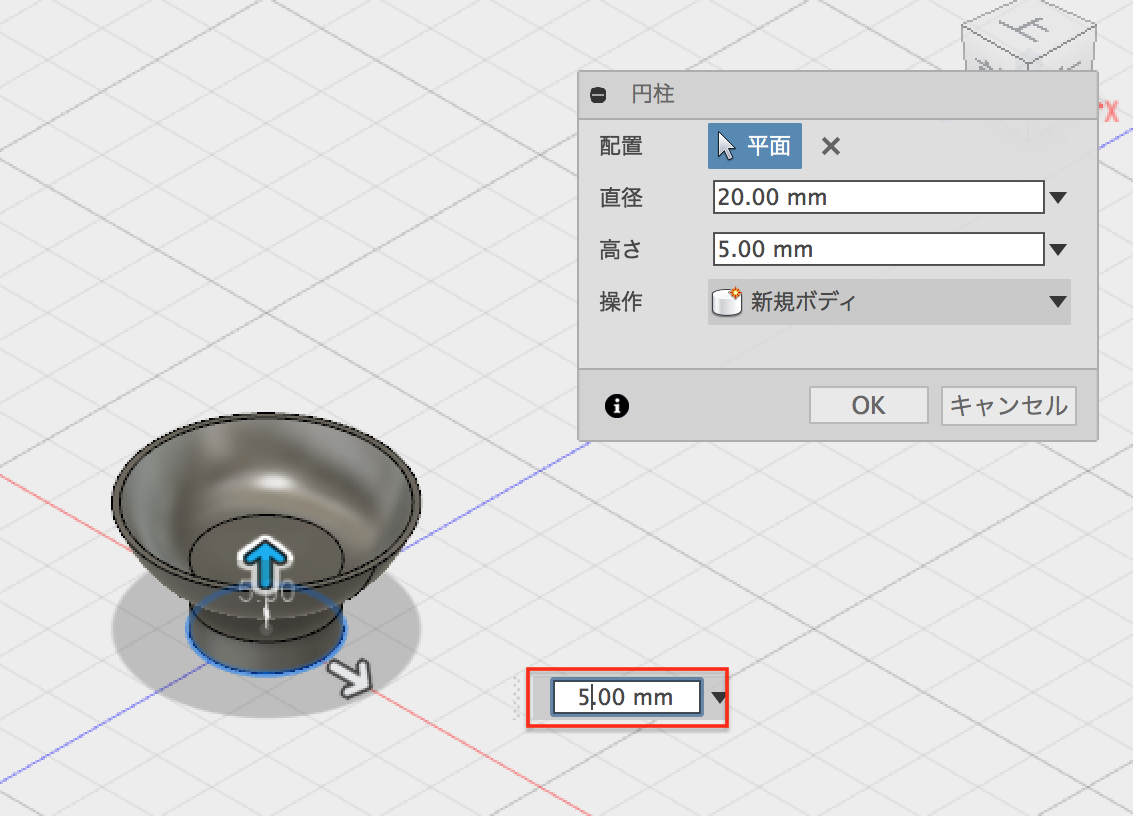 円柱
X
配置 平面
直径 20.00 mm
高さ 5.00 mm
操作 新規ボディ
OK キャンセル
5.00
5.00 mm